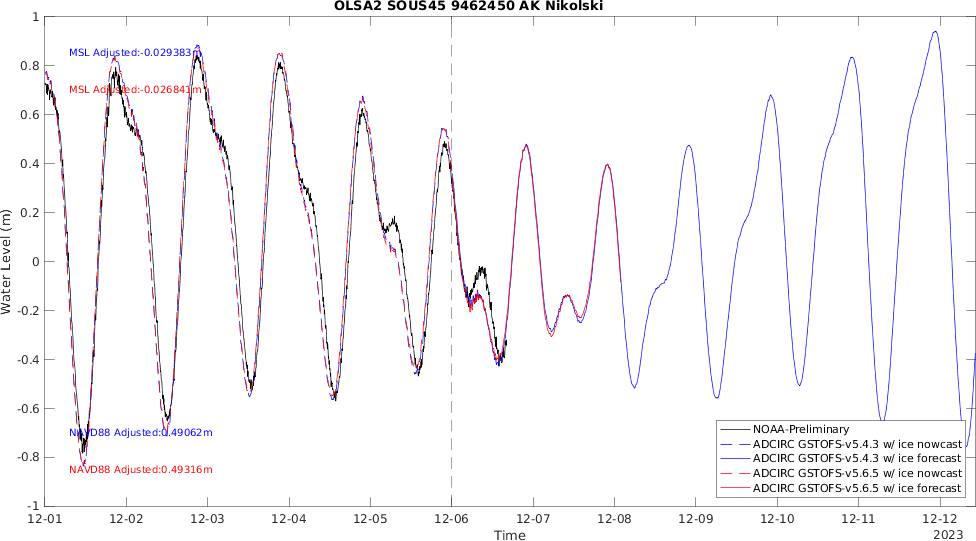 OLSA2 SOUS45 9462450 AK Nikolski
1
0.8
0.6
0.4
0.2
0
-0.2
-0.4
-0.6
-0.8
-1
Water Level (m)
MSL Adjusted:-0.029383m
MSL Adjusted:-0.026841m
NAVD88 Adjusted:0.49062m
NAVD88 Adjusted:0.49316m
NOAA-Preliminary
ADCIRC GSTOFS-v5.4.3 w/ ice nowcast
ADCIRC GSTOFS-v5.4.3 w/ ice forecast
ADCIRC GSTOFS-v5.6.5 w/ ice nowcast
ADCIRC GSTOFS-v5.6.5 w/ ice forecast
12-01 12-02 12-03 12-04 12-05 12-06 12-07 12-08 12-09 12-10 12-11 12-12
Time
2023